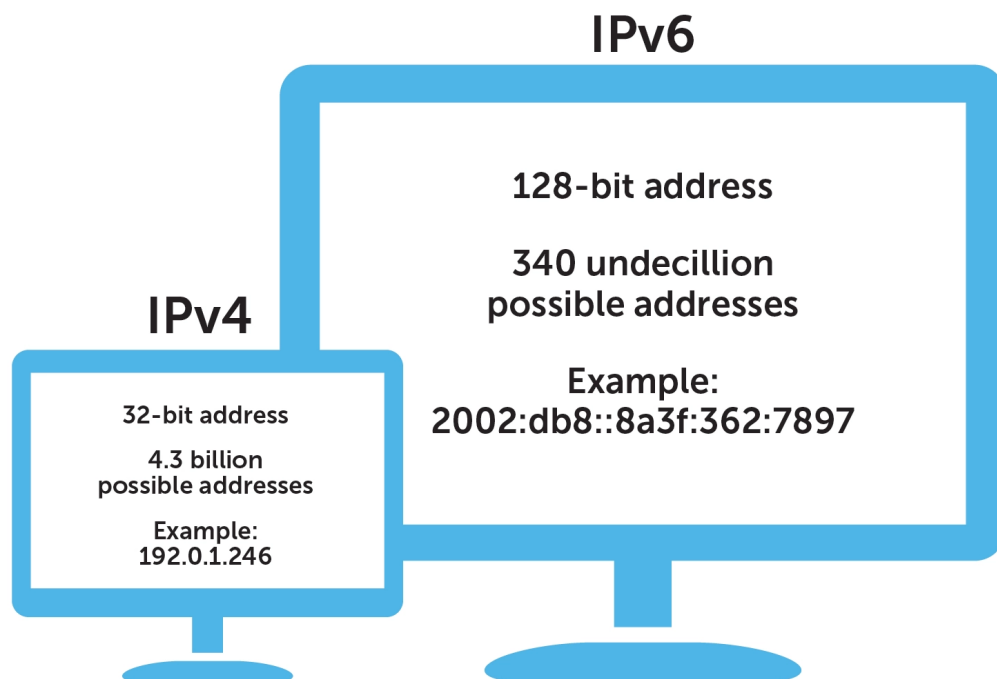 IPv6
128-bit address
340 undecillion
possible addresses
Example:
2002:db8::8a3f:362:7897
IPv4
32-bit address
4.3 billion
possible addresses
Example:
192.0.1.246